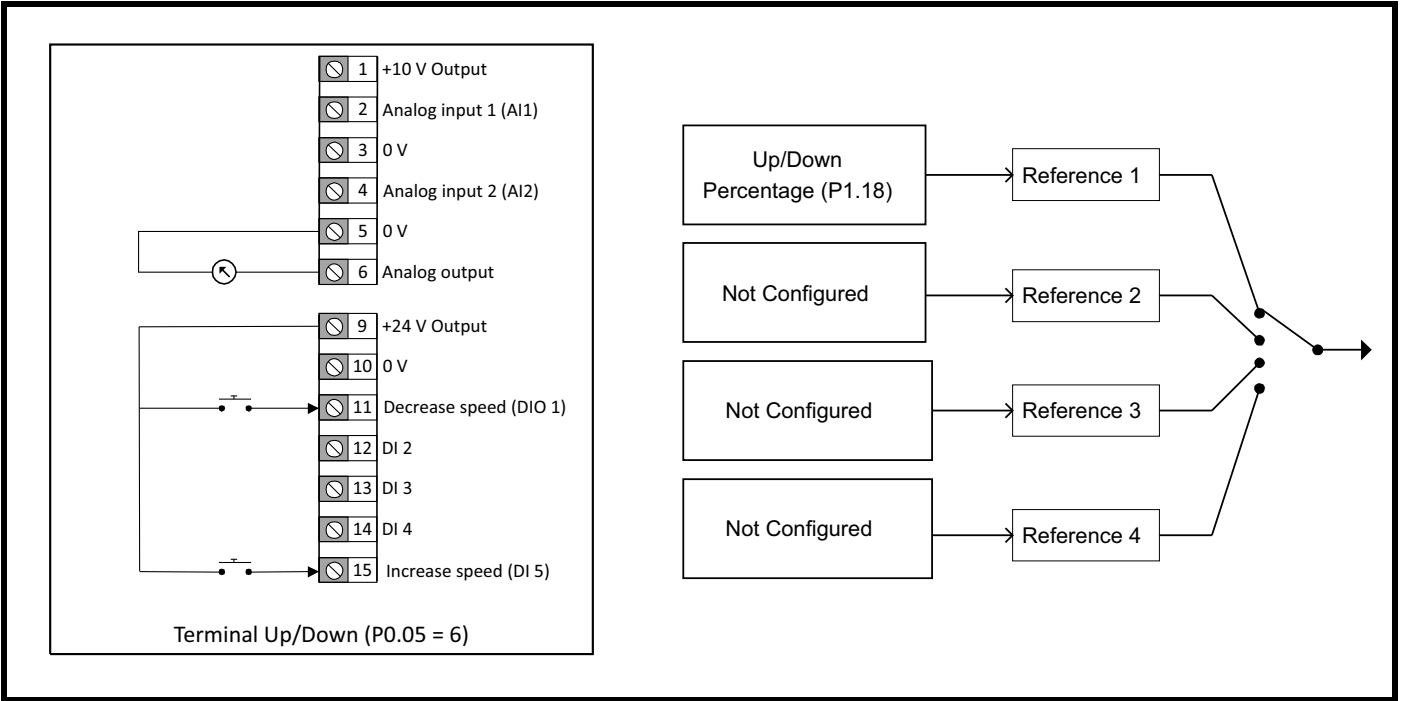 1 +10 V Output
2 Analog input 1 (AI1)
3 0 V
4 Analog input 2 (AI2)
5 0 V
6 Analog output
9 +24 V Output
10 0 V
11 Decrease speed (DIO 1)
12 DI 2
13 DI 3
14 DI 4
15 Increase speed (DI 5)
Terminal Up/Down (P0.05 = 6)
Up/Down
Percentage (P1.18)
Reference 1
Not Configured
Reference 2
Not Configured
Reference 3
Not Configured
Reference 4